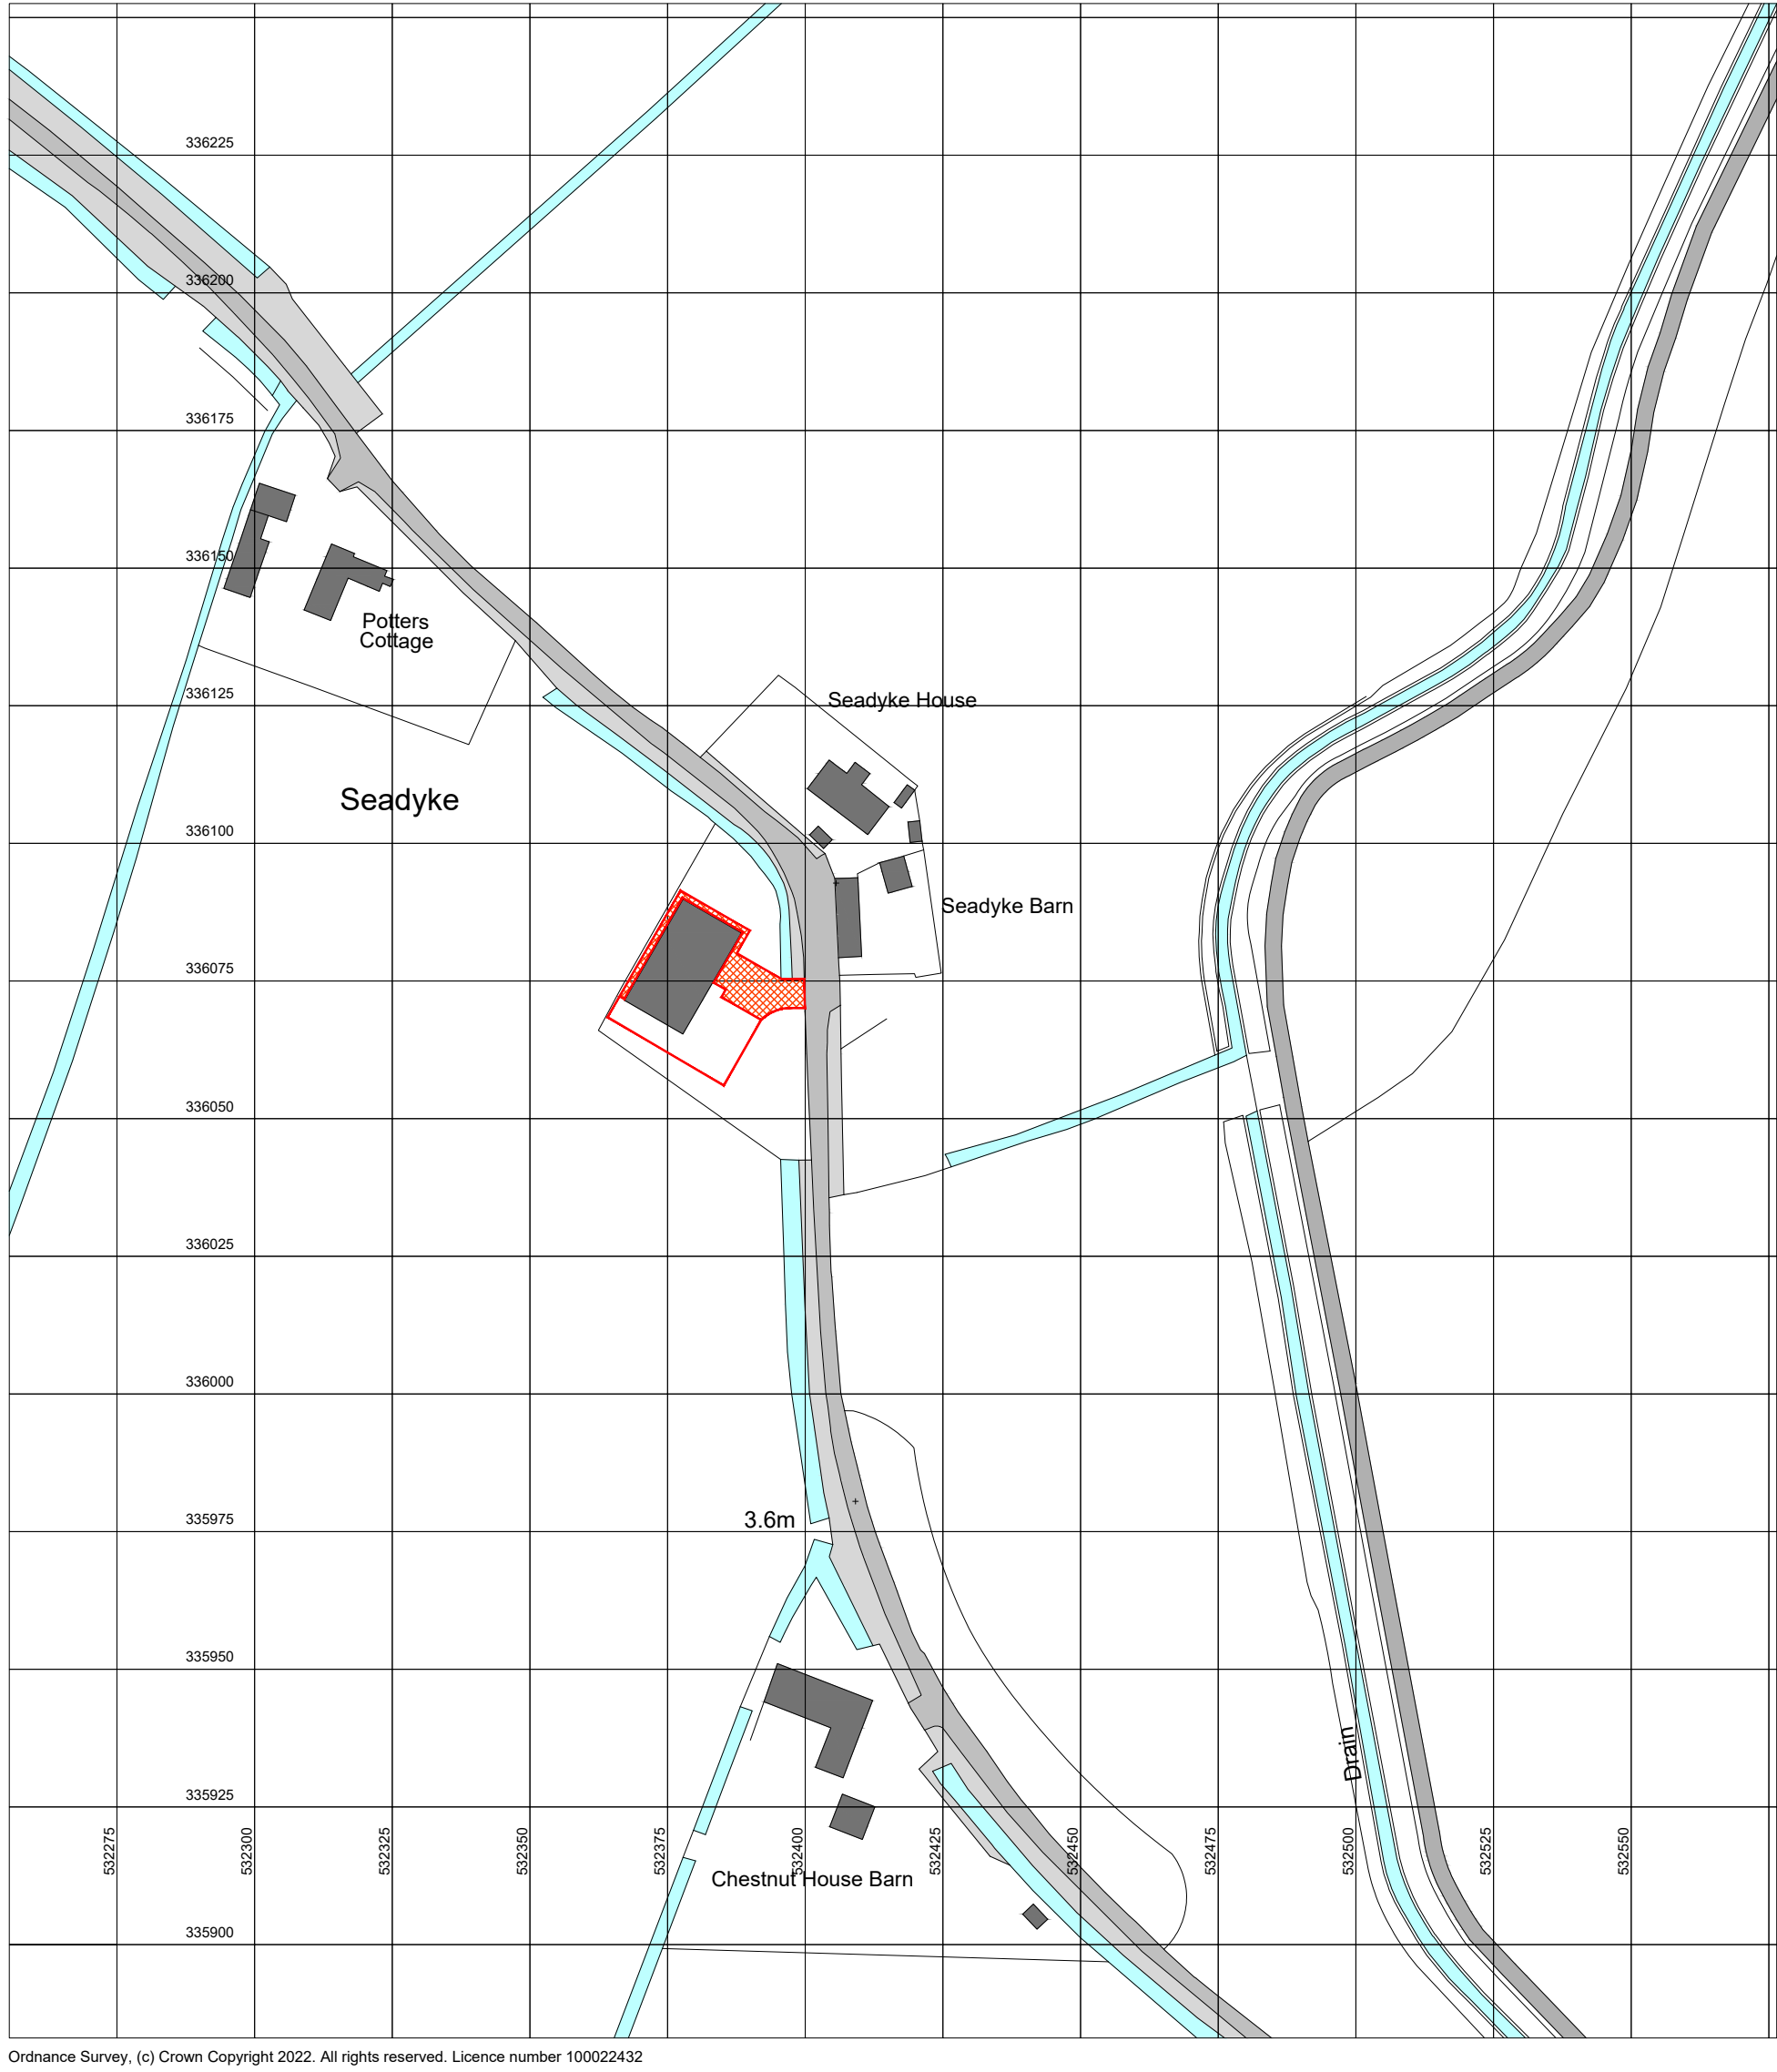 336225
336200
336175
336150
Potters
Cottage
336125
Seadyke House
Seadyke
336100
Seadyke Barn
336075
336050
336025
336000
3.6m
335975
335950
Drain
335925
532275
532300
532325
532350
532375
532400
532425
532450
532475
532500
532525
532550
Chestnut House Barn
335900
Ordnance Survey, (c) Crown Copyright 2022. All rights reserved. Licence number 100022432